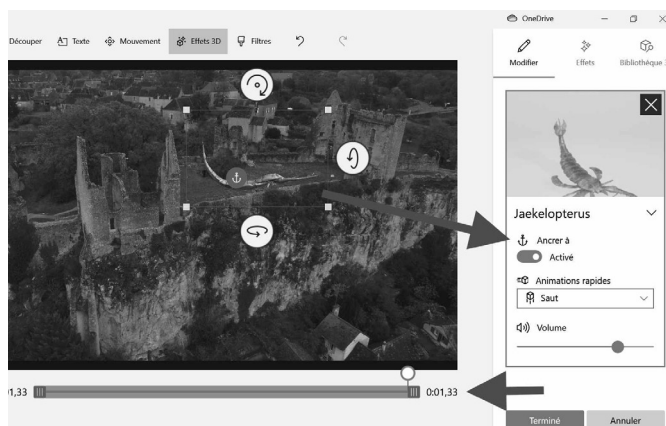 OneDrive
Découper Texte Mouvement Effets 3D Filtres
Modifier Effets Bibliothèque
Jaekelopterus
Ancrer à
Activé
Animations rapides
Saut
Volume
1,33 0:01,33
Terminé Annuler